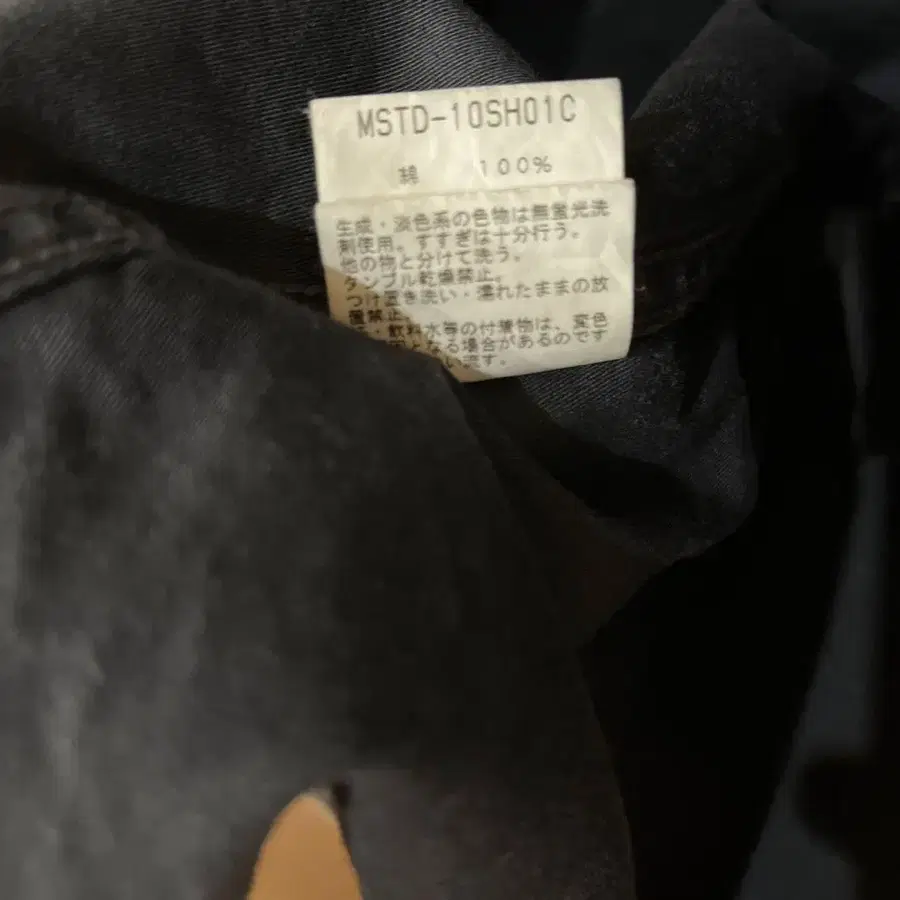 MSTD-10SH01C
綿 100%
生成・淡色系の色物は無蛍光洗
剤使用。すすぎは十分行う。
他の物と分けて洗う。
タンブル乾燥禁止。
つけ置き洗い・濡れたままの放
置禁止。
・飲料水等の付着物は、変色
となる場合があるのです
い流す。